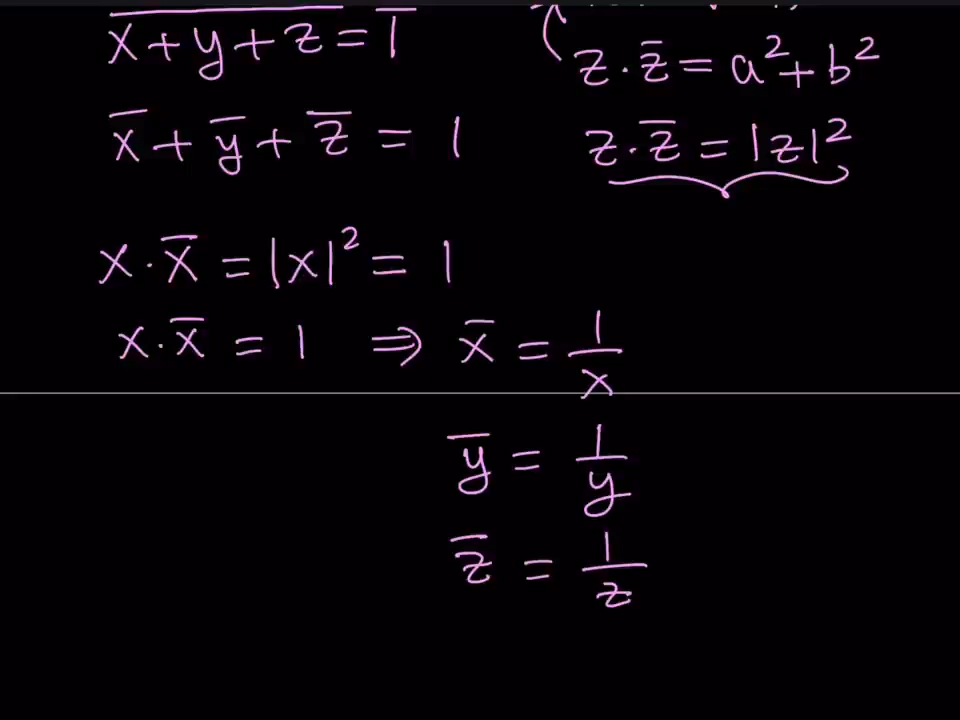 x̅+̅y̅+̅z̅ = 1̅
x̅ + y̅ + z̅ = 1
z · z̅ = a² + b²
z · z̅ = |z|²
x · x̅ = |x|² = 1
x · x̅ = 1 ⇒ x̅ = 1/x
y̅ = 1/y
z̅ = 1/z